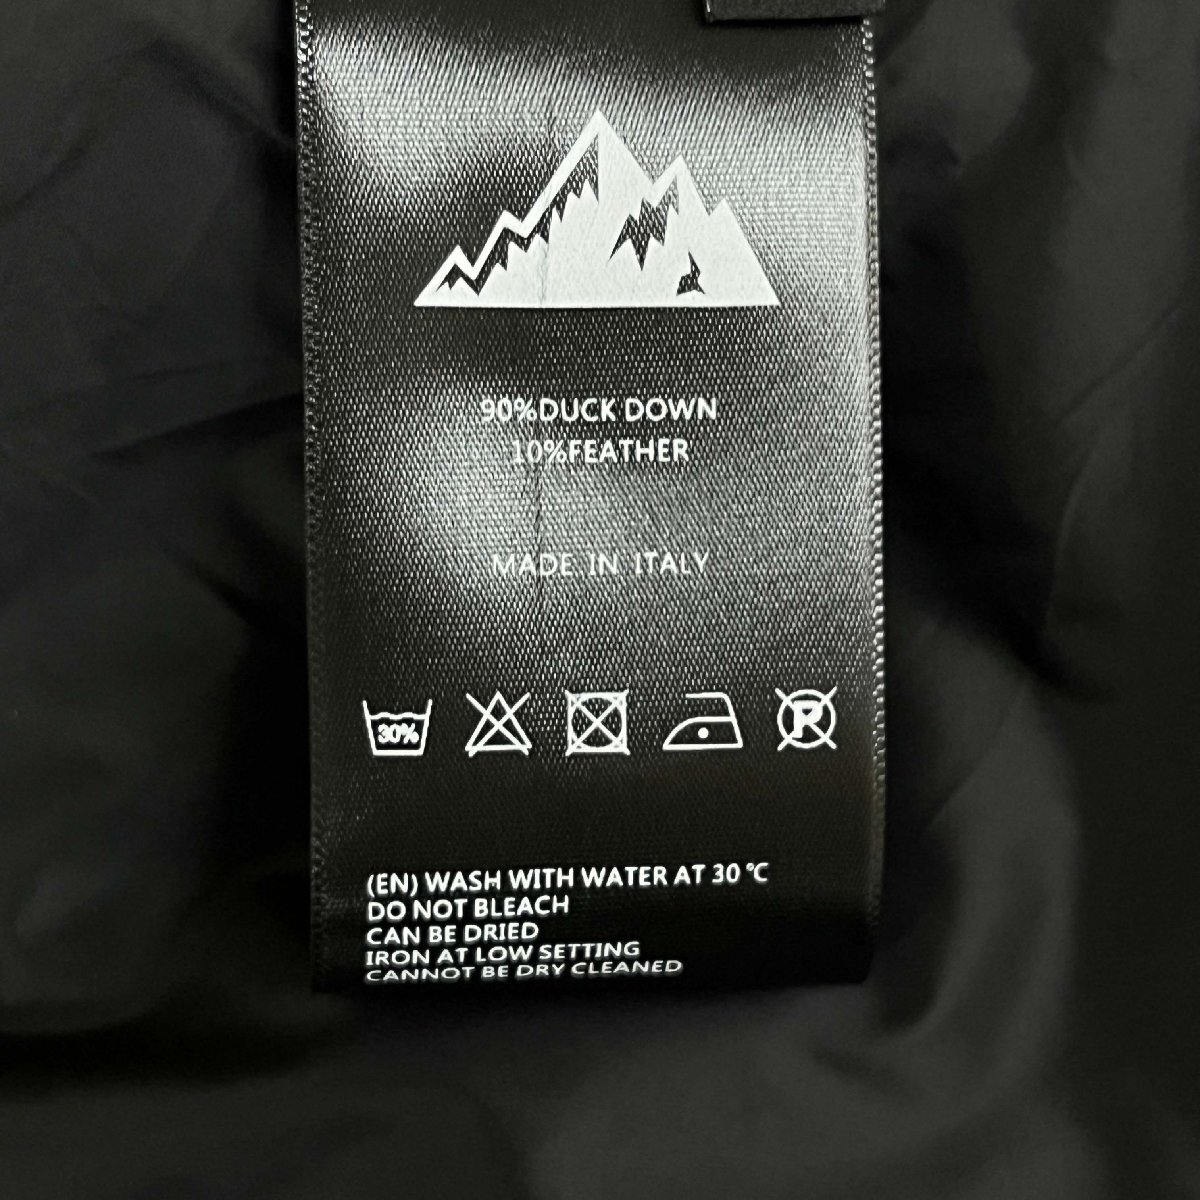 90%DUCK DOWN
10%FEATHER
MADE IN ITALY
30%
R
(EN) WASH WITH WATER AT 30 ℃
DO NOT BLEACH
CAN BE DRIED
IRON AT LOW SETTING
CANNOT BE DRY CLEANED